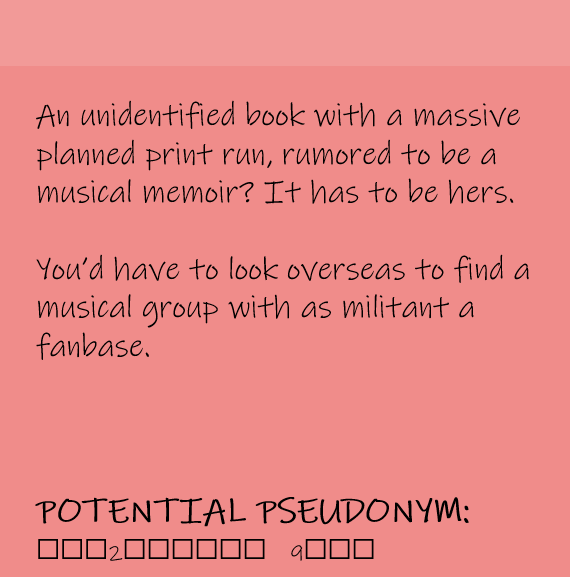 An unidentified book with a massive
planned print run, rumored to be a
musical memoir? It has to be hers.
You'd have to look overseas to find a
musical group with as militant a
fanbase.
POTENTIAL PSEUDONYM:
□□□2□□□□□□ 9□□□